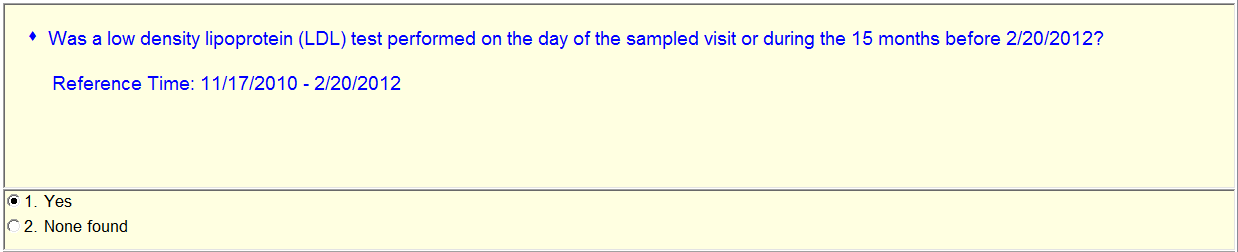 ♦ Was a low density lipoprotein (LDL) test performed on the day of the sampled visit or during the 15 months before 2/20/2012?
Reference Time: 11/17/2010 - 2/20/2012
1. Yes
2. None found